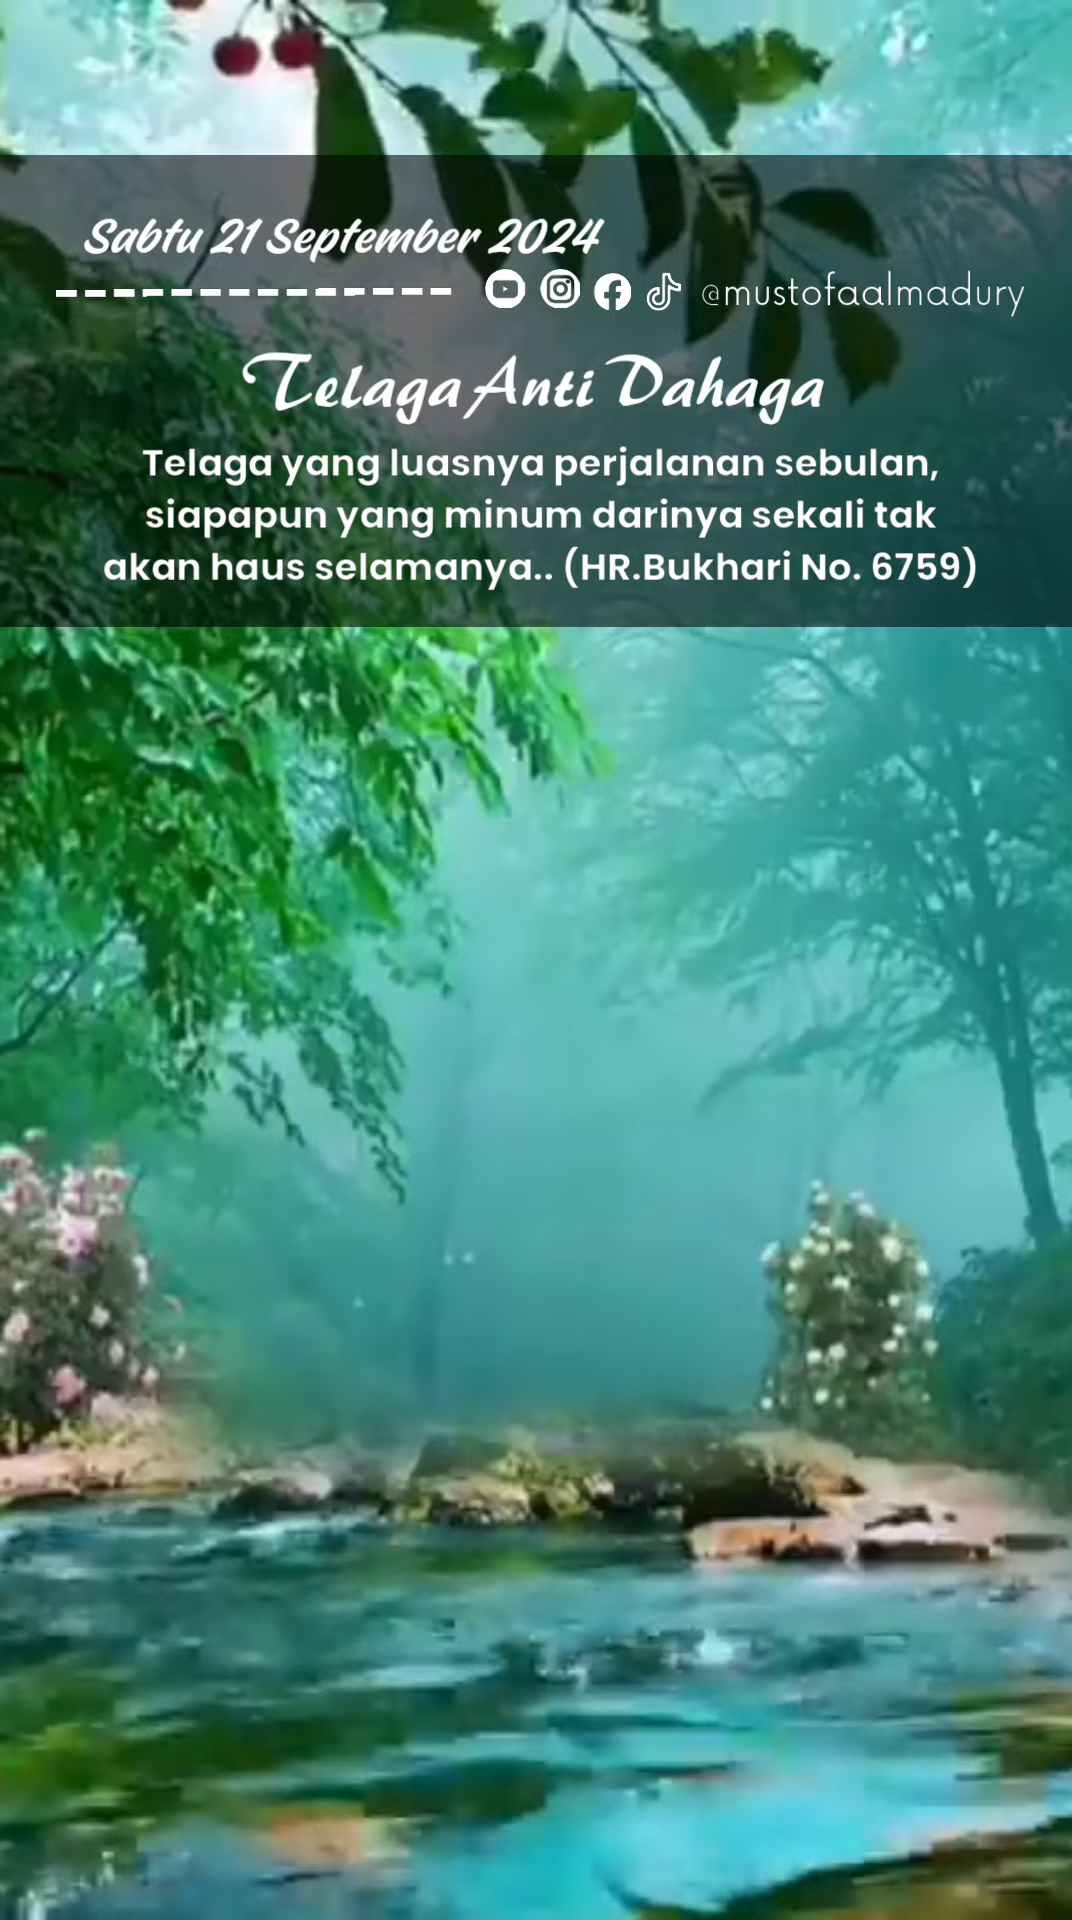 Sabtu 21 September 2024
@mustofaalmadury
Telaga Anti Dahaga
Telaga yang luasnya perjalanan sebulan,
siapapun yang minum darinya sekali tak
akan haus selamanya.. (HR.Bukhari No. 6759)